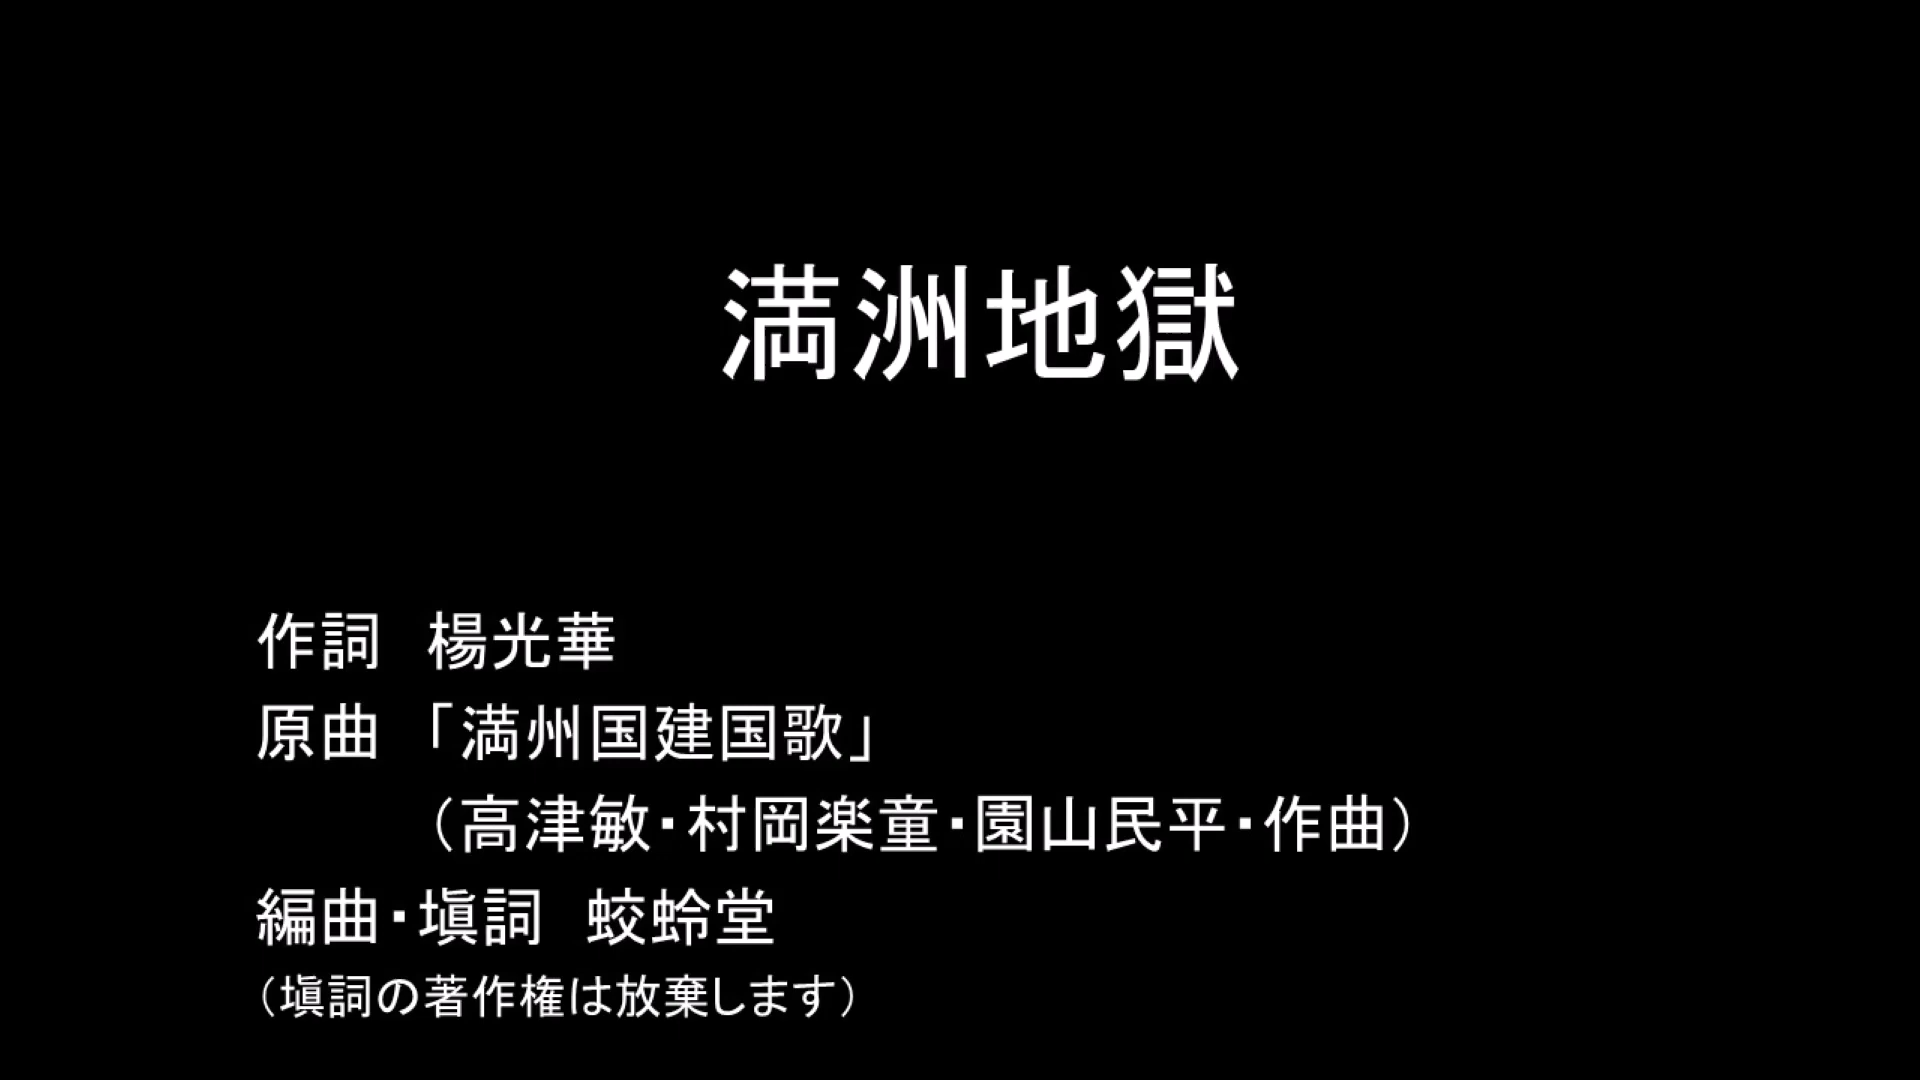 満洲地獄
作詞　楊光華
原曲　「満州国建国歌」
（高津敏・村岡楽童・園山民平・作曲）
編曲・塡詞　蛟蛉堂
（塡詞の著作権は放棄します）